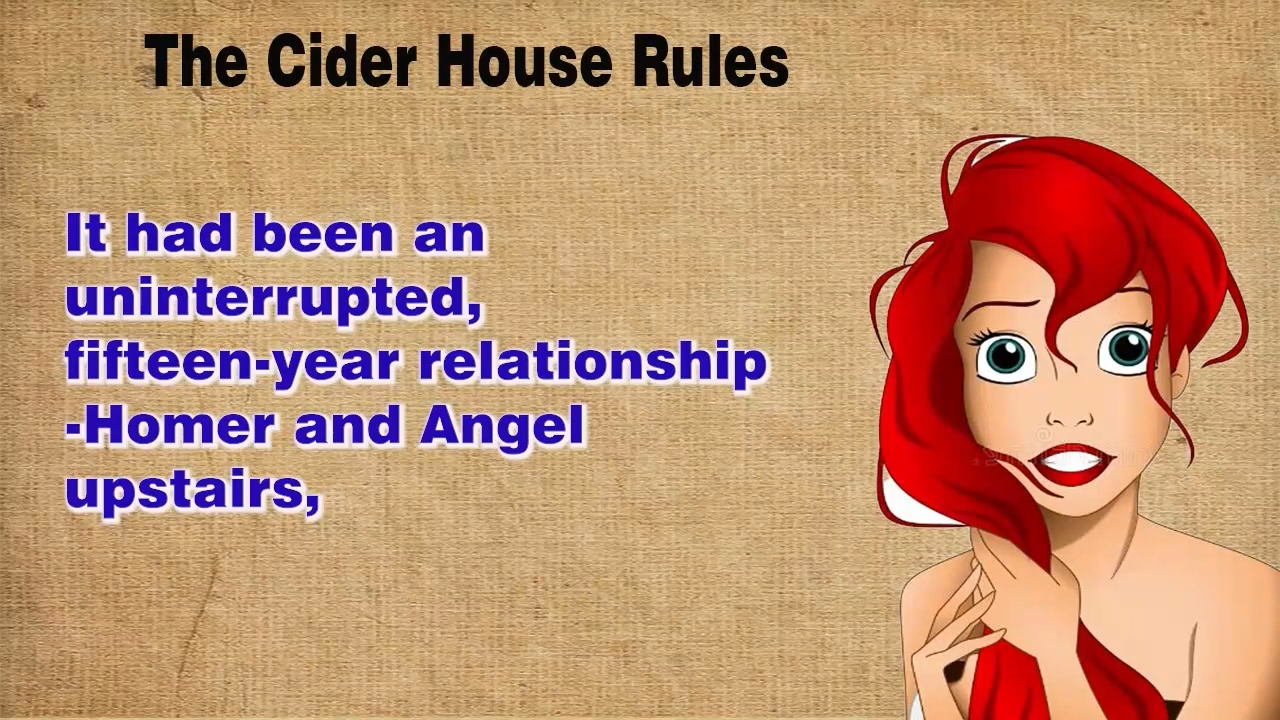 The Cider House Rules
It had been an
uninterrupted,
fifteen-year relationship
-Homer and Angel
upstairs,